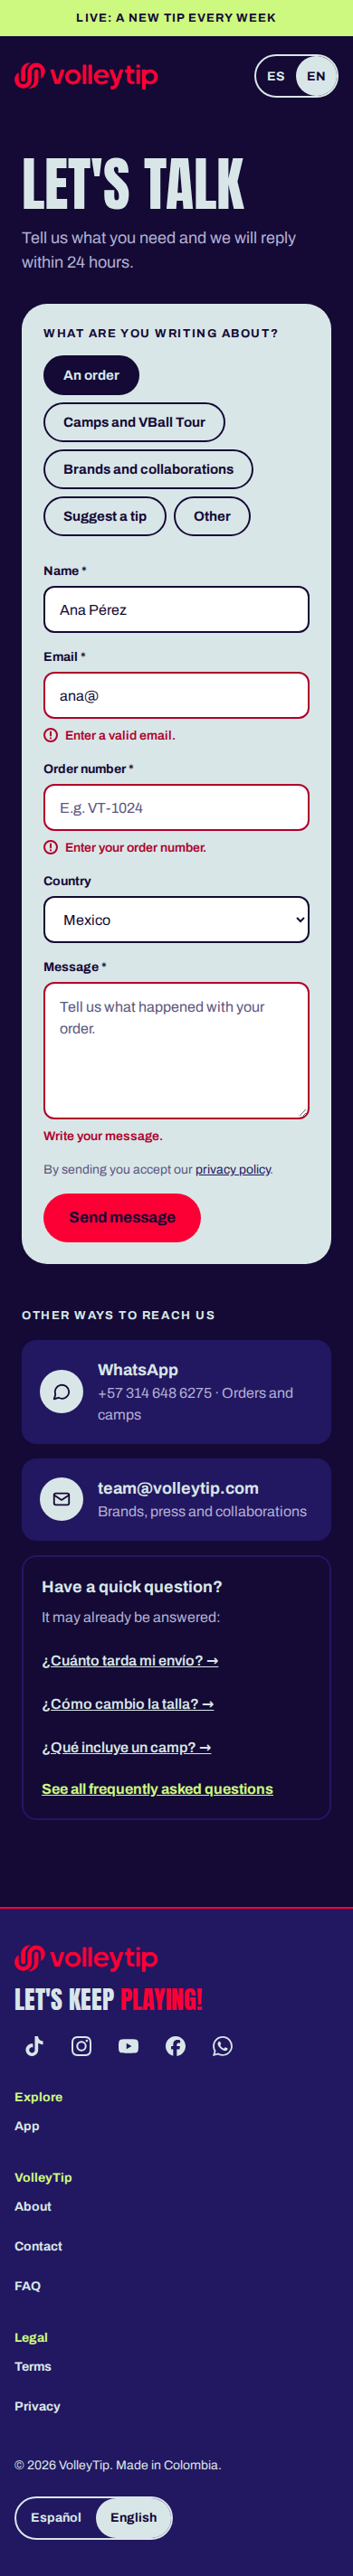 LIVE: A NEW TIP EVERY WEEK
volleytip
ES EN
LET'S TALK
Tell us what you need and we will reply
within 24 hours.
WHAT ARE YOU WRITING ABOUT?
An order
Camps and VBall Tour
Brands and collaborations
Suggest a tip Other
Name *
Ana Pérez
Email *
ana@
Enter a valid email.
Order number *
E.g. VT-1024
Enter your order number.
Country
Mexico
Message *
Tell us what happened with your
order.
Write your message.
By sending you accept our privacy policy.
Send message
OTHER WAYS TO REACH US
WhatsApp
+57 314 648 6275 · Orders and
camps
team@volleytip.com
Brands, press and collaborations
Have a quick question?
It may already be answered:
¿Cuánto tarda mi envío? →
¿Cómo cambio la talla? →
¿Qué incluye un camp? →
See all frequently asked questions
volleytip
LET'S KEEP PLAYING!
Explore
App
VolleyTip
About
Contact
FAQ
Legal
Terms
Privacy
© 2026 VolleyTip. Made in Colombia.
Español English